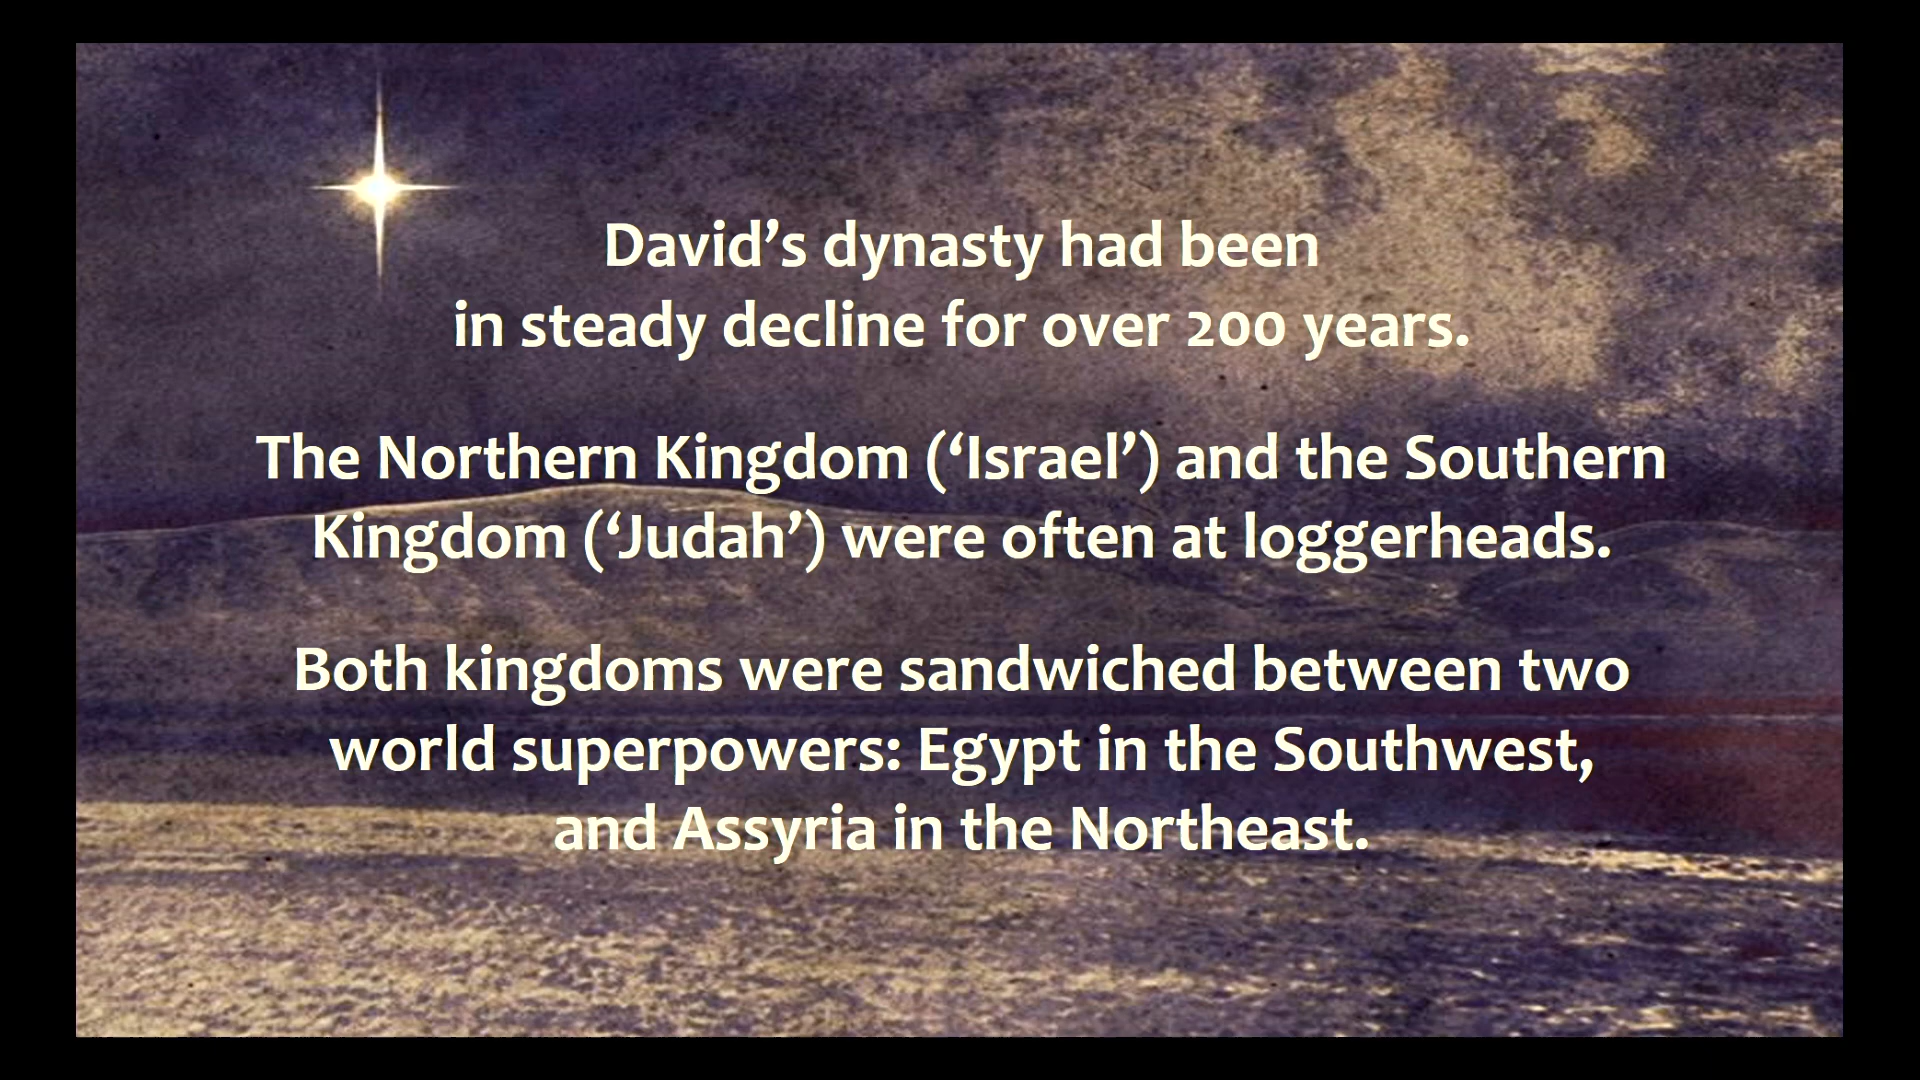 David’s dynasty had been
in steady decline for over 200 years.
The Northern Kingdom (‘Israel’) and the Southern
Kingdom (‘Judah’) were often at loggerheads.
Both kingdoms were sandwiched between two
world superpowers: Egypt in the Southwest,
and Assyria in the Northeast.